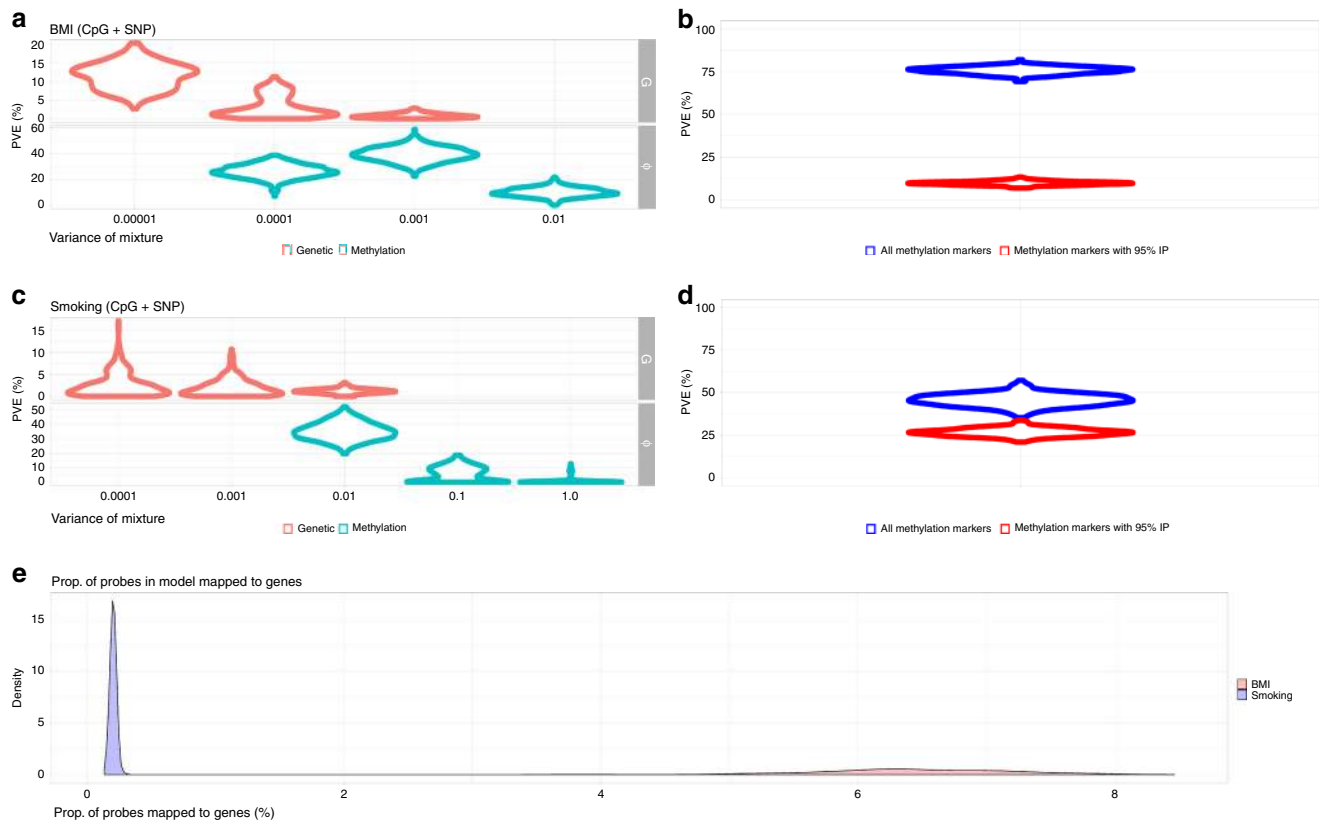 a
BMI (CpG + SNP)
PVE (%)
20
15
10
5
0
G
60
40
20
0
ϕ
0.00001 0.0001 0.001 0.01
Variance of mixture
Genetic Methylation
b
PVE (%)
100
75
50
25
0
All methylation markers Methylation markers with 95% IP
c
Smoking (CpG + SNP)
PVE (%)
15
10
5
0
G
50
30
20
10
0
ϕ
0.0001 0.001 0.01 0.1 1.0
Variance of mixture
Genetic Methylation
d
PVE (%)
100
75
50
25
0
All methylation markers Methylation markers with 95% IP
e
Prop. of probes in model mapped to genes
Density
15
10
5
0
0 2 4 6 8
Prop. of probes mapped to genes (%)
BMI
Smoking